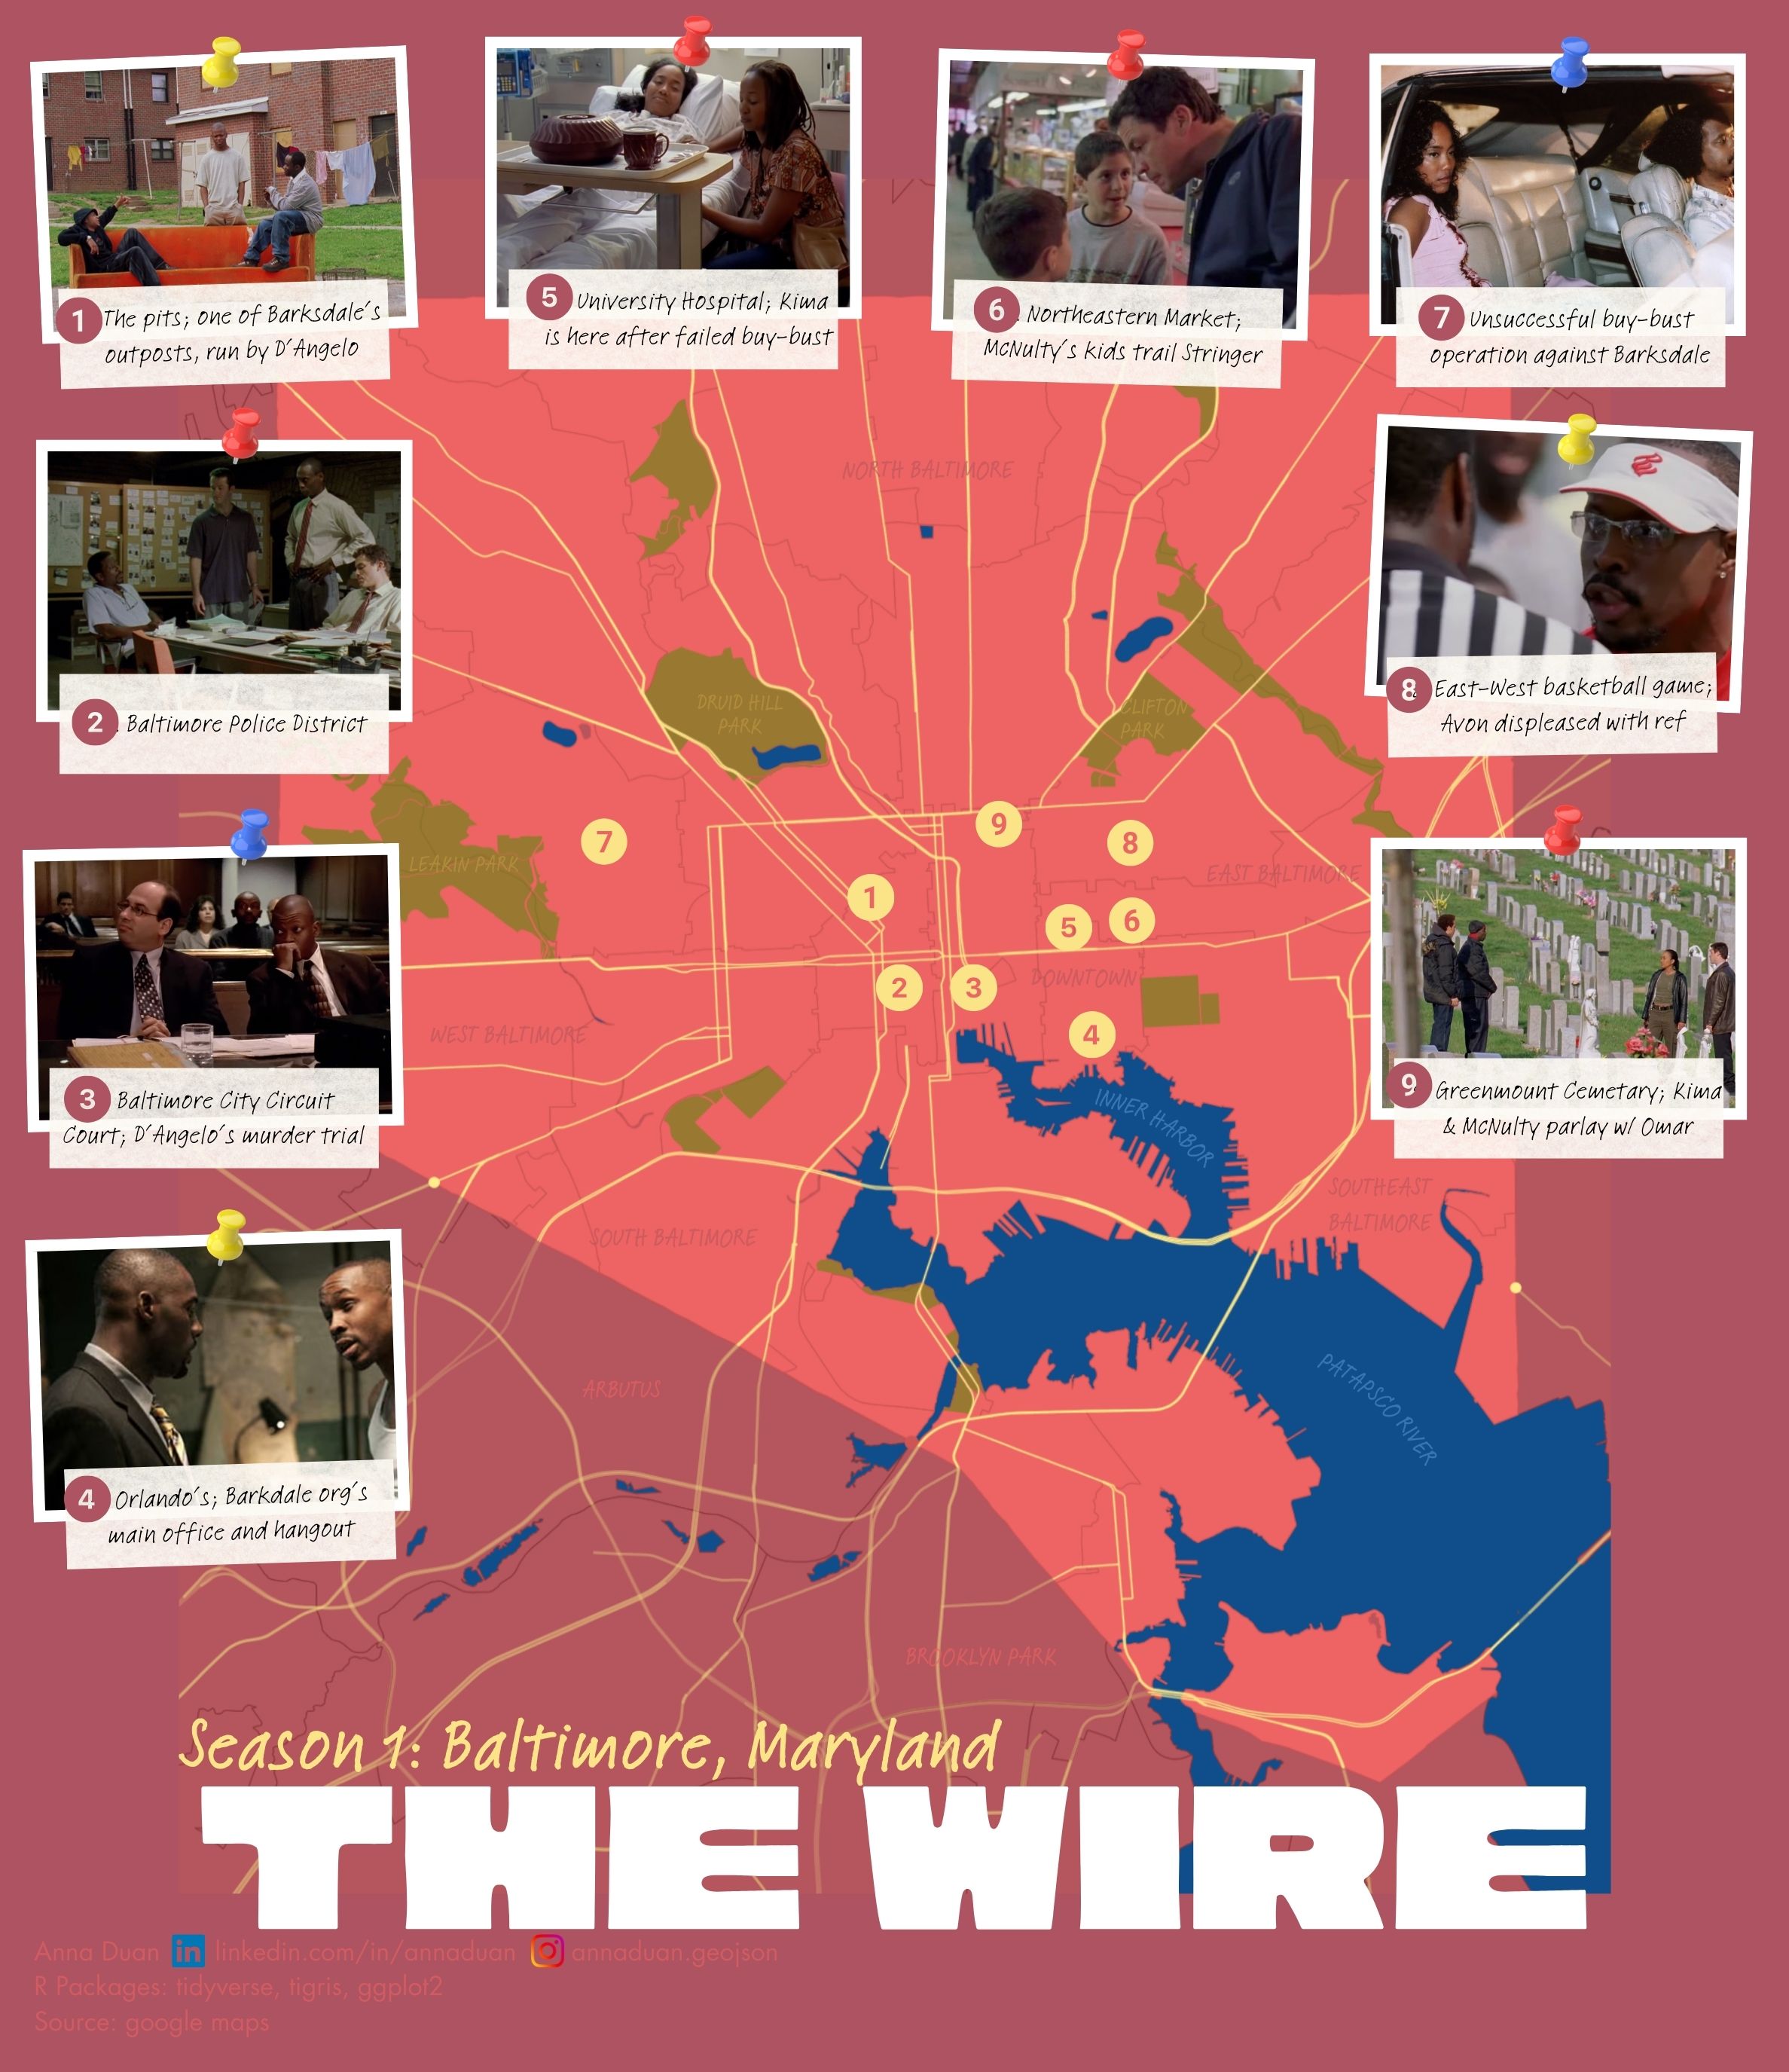 1 The pits; one of Barksdale's
outposts, run by D'Angelo
5 University Hospital; Kima
is here after failed buy-bust
6 Northeastern Market;
McNulty's kids trail Stringer
7 Unsuccessful buy-bust
operation against Barksdale
2 Baltimore Police District
8 East-West basketball game;
Avon displeased with ref
3 Baltimore City Circuit
Court; D'Angelo's murder trial
9 Greenmount Cemetary; Kima
& McNulty parlay w/ Omar
4 Orlando's; Barkdale org's
main office and hangout
NORTH BALTIMORE
DRUID HILL
PARK
CLIFTON
PARK
LEAKIN PARK
7
9
8
EAST BALTIMORE
1
5
6
2
3
DOWNTOWN
WEST BALTIMORE
4
INNER HARBOR
SOUTHEAST
BALTIMORE
SOUTH BALTIMORE
ARBUTUS
PATAPSCO RIVER
BROOKLYN PARK
Season 1: Baltimore, Maryland
THE WIRE
Anna Duan in linkedin.com/in/annaduan annaduan.geojson
R Packages: tidyverse, tigris, ggplot2
Source: google maps